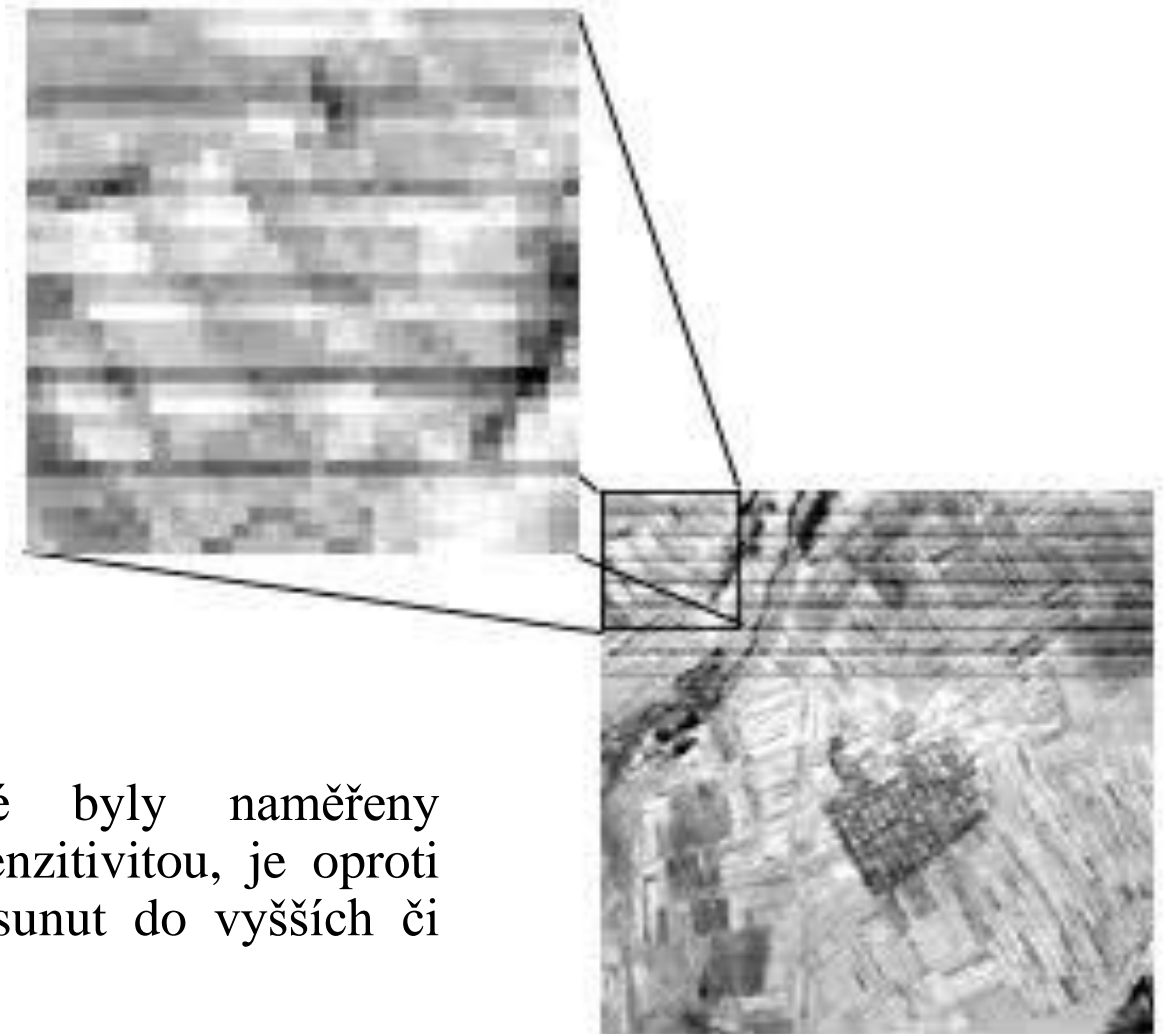 é byly naměřeny
enzitivitou, je oproti
sunut do vyšších či